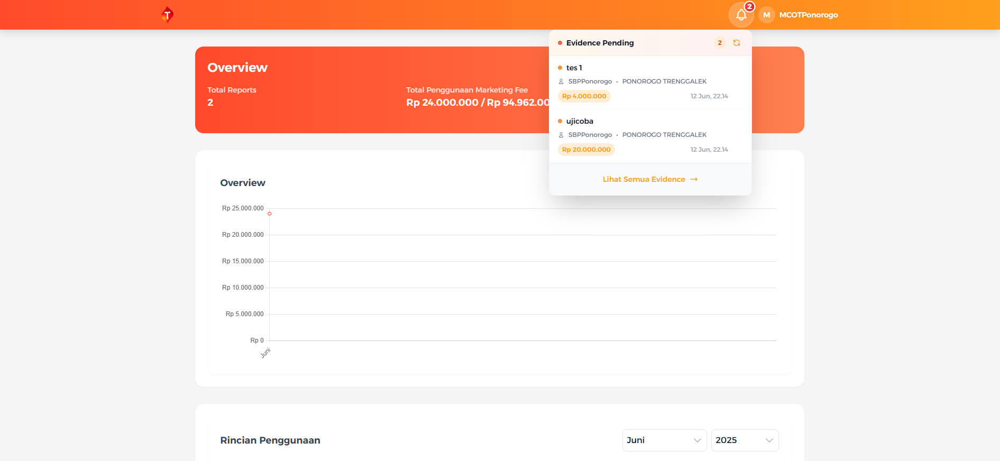 2
M MCOTPonorogo
Evidence Pending 2
tes 1
SBPPonorogo • PONOROGO TRENGGALEK
Rp 4.000.000 12 Jun, 22.14
ujicoba
SBPPonorogo • PONOROGO TRENGGALEK
Rp 20.000.000 12 Jun, 22.14
Lihat Semua Evidence →
Overview
Total Reports
2
Total Penggunaan Marketing Fee
Rp 24.000.000 / Rp 94.962.00
Overview
Rp 25.000.000
Rp 20.000.000
Rp 15.000.000
Rp 10.000.000
Rp 5.000.000
Rp 0
Juni
Rincian Penggunaan
Juni 2025